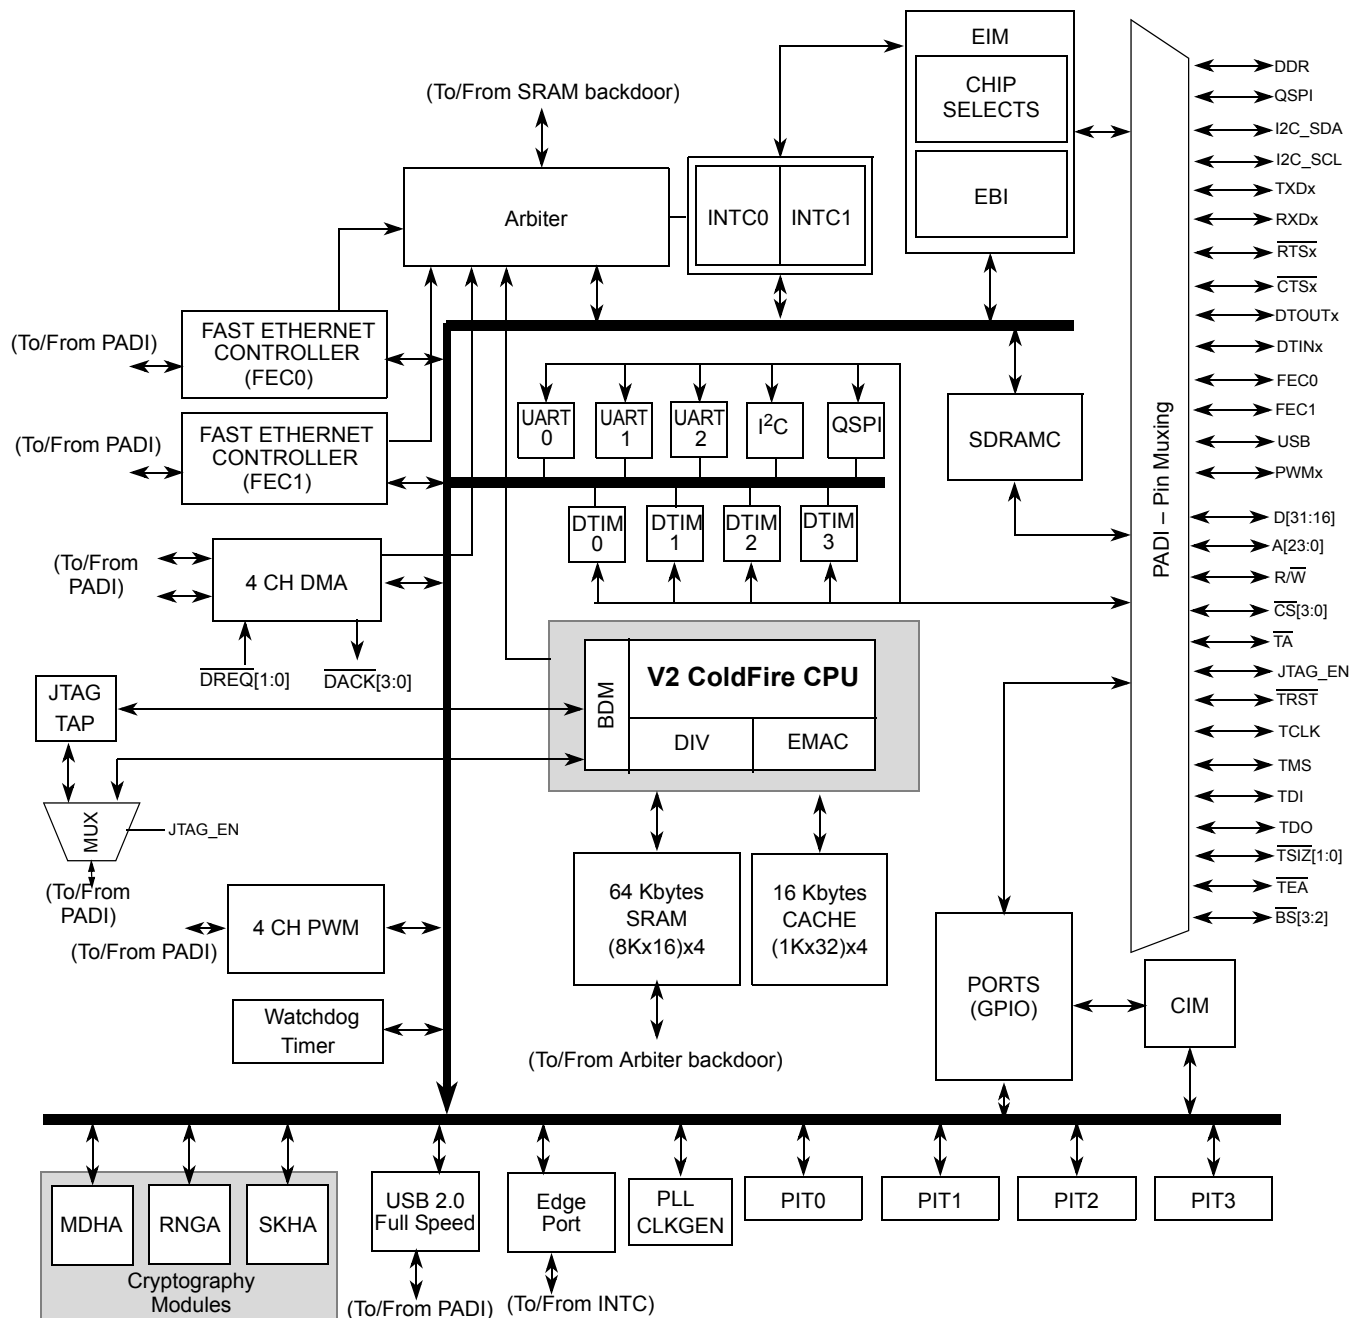 EIM
CHIP
SELECTS
EBI
(To/From SRAM backdoor)
Arbiter
INTC0
INTC1
DDR
QSPI
I2C_SDA
I2C_SCL
TXDx
RXDx
RTSx
CTSx
DTOUTx
DTINx
FEC0
FEC1
USB
PWMx
D[31:16]
A[23:0]
R/W
CS[3:0]
TA
JTAG_EN
TRST
TCLK
TMS
TDI
TDO
TSIZ[1:0]
TEA
BS[3:2]
PADI – Pin Muxing
(To/From PADI)
FAST ETHERNET
CONTROLLER
(FEC0)
(To/From PADI)
FAST ETHERNET
CONTROLLER
(FEC1)
UART
0
UART
1
UART
2
I²C
QSPI
SDRAMC
DTIM
0
DTIM
1
DTIM
2
DTIM
3
(To/From
PADI)
4 CH DMA
DREQ[1:0]
DACK[3:0]
V2 ColdFire CPU
BDM
DIV
EMAC
JTAG
TAP
MUX
JTAG_EN
(To/From
PADI)
4 CH PWM
(To/From PADI)
64 Kbytes
SRAM
(8Kx16)x4
16 Kbytes
CACHE
(1Kx32)x4
(To/From Arbiter backdoor)
Watchdog
Timer
PORTS
(GPIO)
CIM
MDHA
RNGA
SKHA
Cryptography
Modules
USB 2.0
Full Speed
(To/From PADI)
Edge
Port
(To/From INTC)
PLL
CLKGEN
PIT0
PIT1
PIT2
PIT3